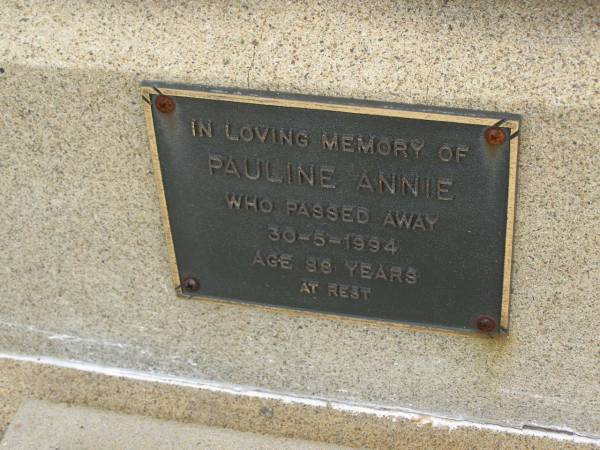 IN LOVING MEMORY OF
PAULINE ANNIE
WHO PASSED AWAY
30-5-1994
AGE 88 YEARS
AT REST